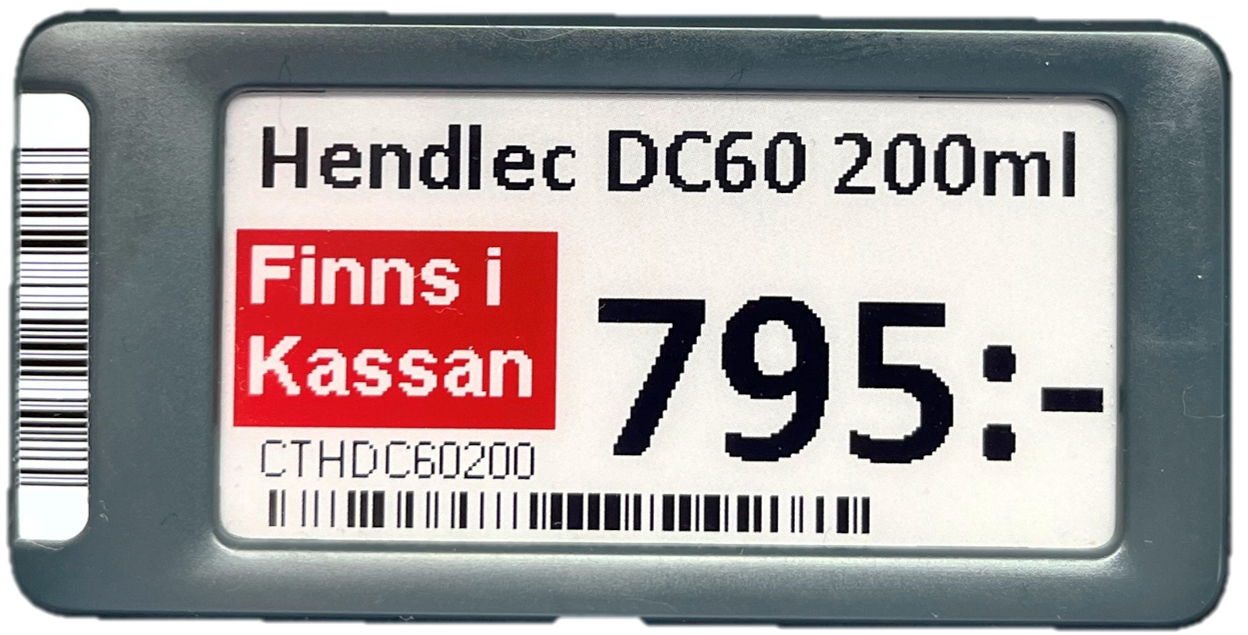 Hendlec DC60 200ml
Finns i
Kassan
795:-
CTHDC60200